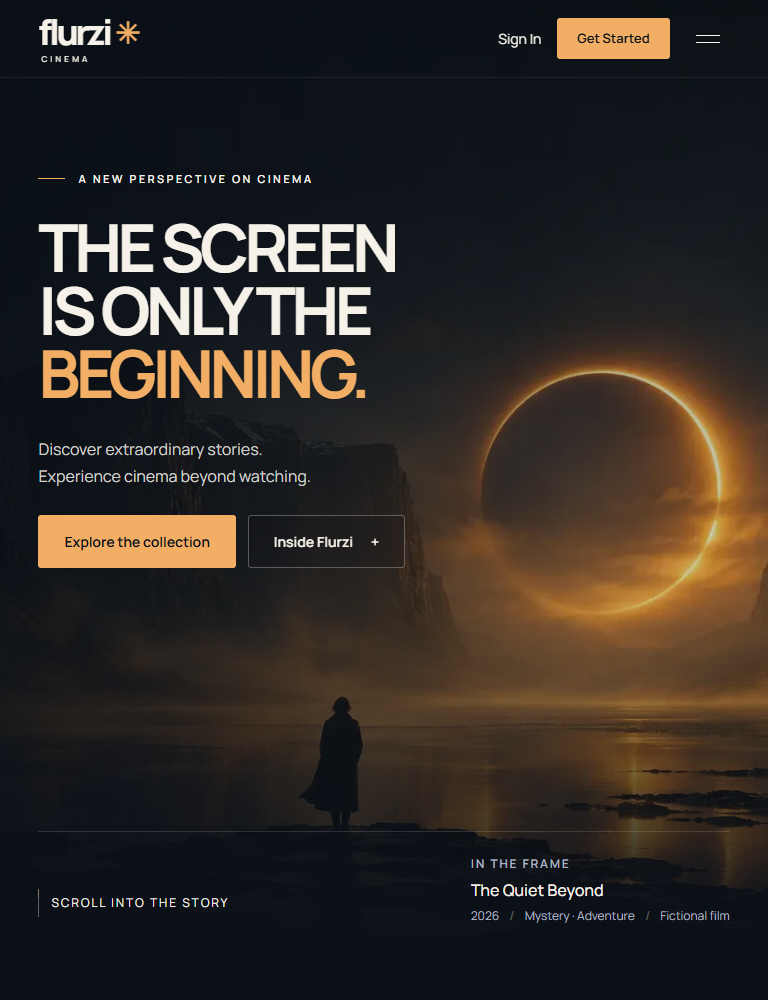 flurzi
CINEMA
Sign In
Get Started
A NEW PERSPECTIVE ON CINEMA
THE SCREEN
IS ONLY THE
BEGINNING.
Discover extraordinary stories.
Experience cinema beyond watching.
Explore the collection
Inside Flurzi +
IN THE FRAME
The Quiet Beyond
SCROLL INTO THE STORY
2026 / Mystery · Adventure / Fictional film